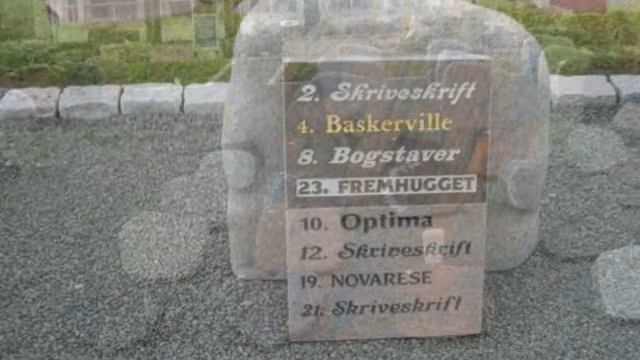 2. Skriveskrift
4. Baskerville
8. Bogstaver
23. FREMHUGGET
10. Optima
12. Skriveskrift
19. NOVARESE
21. Skriveskrift